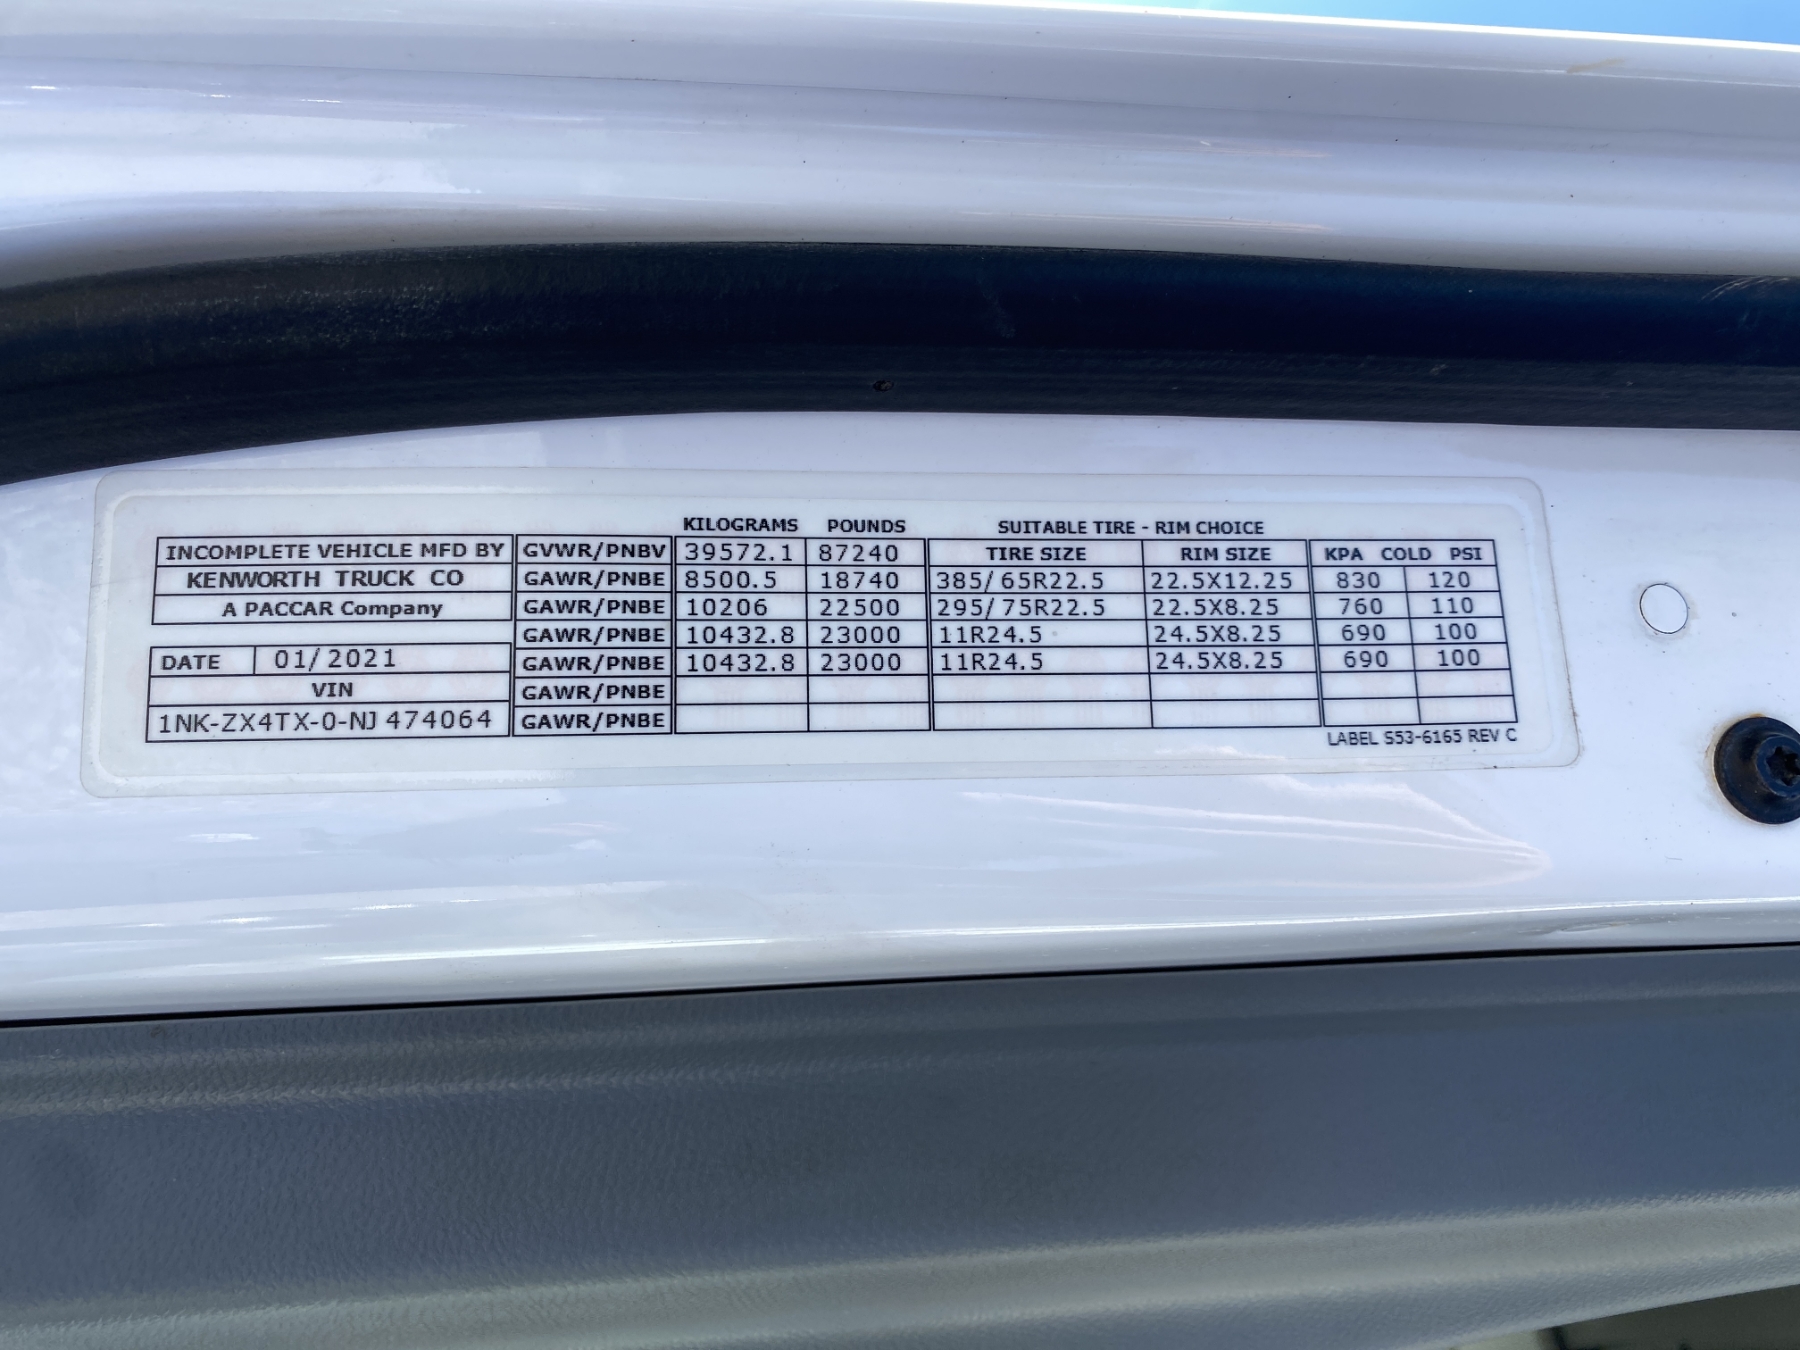 KILOGRAMS POUNDS SUITABLE TIRE - RIM CHOICE
INCOMPLETE VEHICLE MFD BY GVWR/PNBV 39572.1 87240 TIRE SIZE RIM SIZE KPA COLD PSI
KENWORTH TRUCK CO GAWR/PNBE 8500.5 18740 385/65R22.5 22.5X12.25 830 120
A PACCAR Company GAWR/PNBE 10206 22500 295/75R22.5 22.5X8.25 760 110
GAWR/PNBE 10432.8 23000 11R24.5 24.5X8.25 690 100
DATE 01/2021 GAWR/PNBE 10432.8 23000 11R24.5 24.5X8.25 690 100
VIN GAWR/PNBE
1NK-ZX4TX-0-NJ 474064 GAWR/PNBE
LABEL S53-6165 REV C